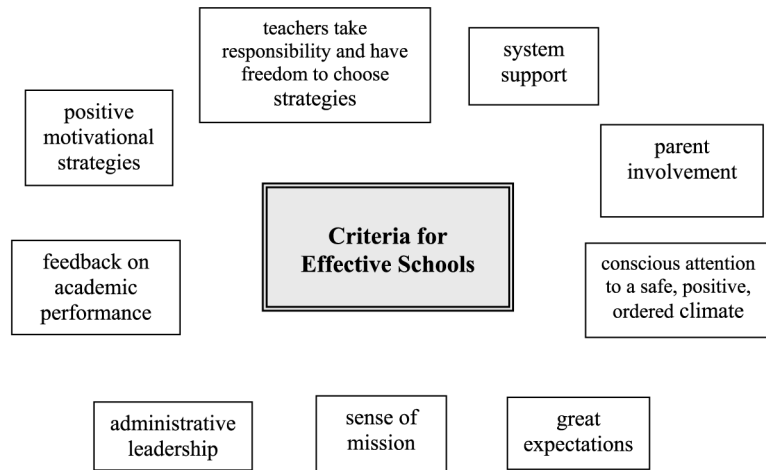 teachers take
responsibility and have
freedom to choose
strategies
system
support
positive
motivational
strategies
parent
involvement
Criteria for
Effective Schools
feedback on
academic
performance
conscious attention
to a safe, positive,
ordered climate
administrative
leadership
sense of
mission
great
expectations